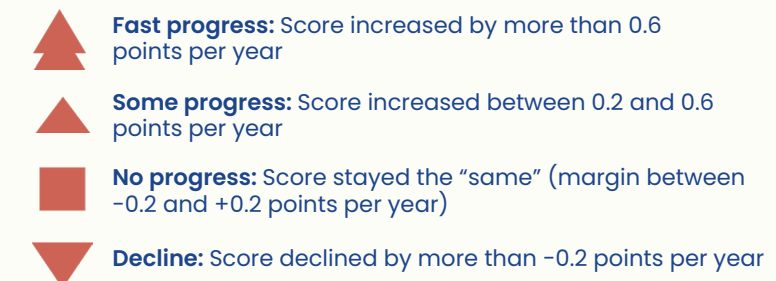 Fast progress: Score increased by more than 0.6
points per year
Some progress: Score increased between 0.2 and 0.6
points per year
No progress: Score stayed the “same” (margin between
-0.2 and +0.2 points per year)
Decline: Score declined by more than -0.2 points per year